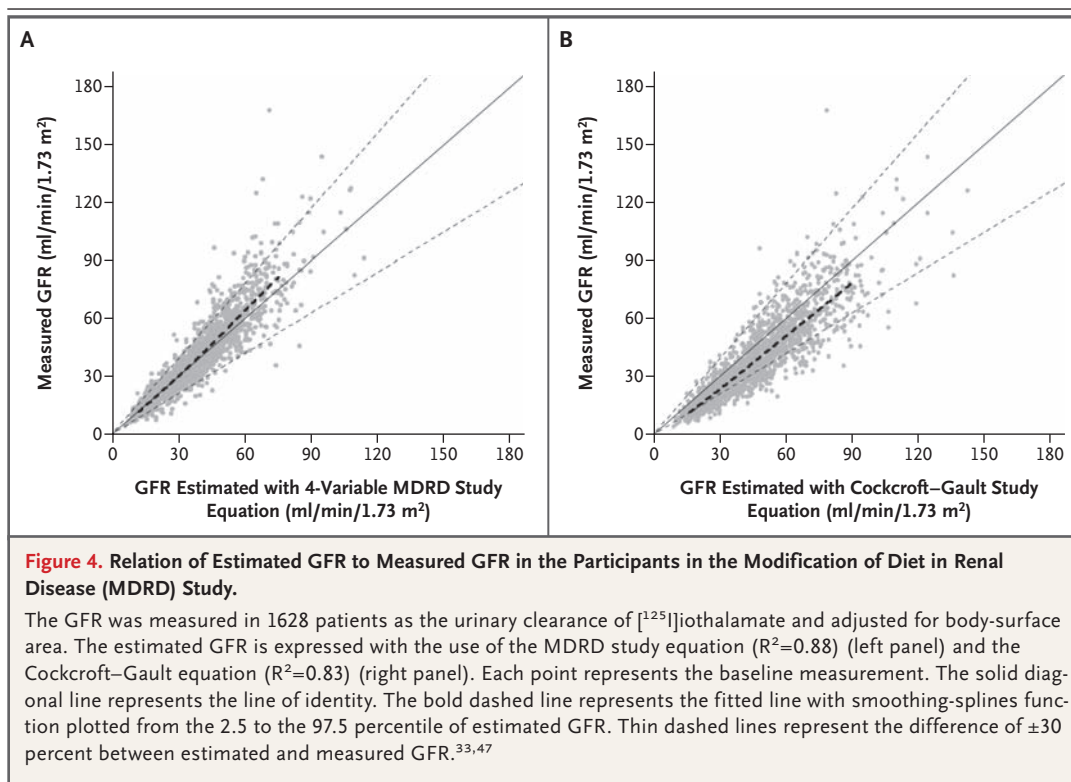 A
Measured GFR (ml/min/1.73 m²)
180
150
120
90
60
30
0
0 30 60 90 120 150 180
GFR Estimated with 4-Variable MDRD Study
Equation (ml/min/1.73 m²)
B
Measured GFR (ml/min/1.73 m²)
180
150
120
90
60
30
0
0 30 60 90 120 150 180
GFR Estimated with Cockcroft–Gault Study
Equation (ml/min/1.73 m²)
Figure 4. Relation of Estimated GFR to Measured GFR in the Participants in the Modification of Diet in Renal
Disease (MDRD) Study.
The GFR was measured in 1628 patients as the urinary clearance of [¹²⁵I]iothalamate and adjusted for body-surface
area. The estimated GFR is expressed with the use of the MDRD study equation (R²=0.88) (left panel) and the
Cockcroft–Gault equation (R²=0.83) (right panel). Each point represents the baseline measurement. The solid diag-
onal line represents the line of identity. The bold dashed line represents the fitted line with smoothing-splines func-
tion plotted from the 2.5 to the 97.5 percentile of estimated GFR. Thin dashed lines represent the difference of ±30
percent between estimated and measured GFR.³³,⁴⁷